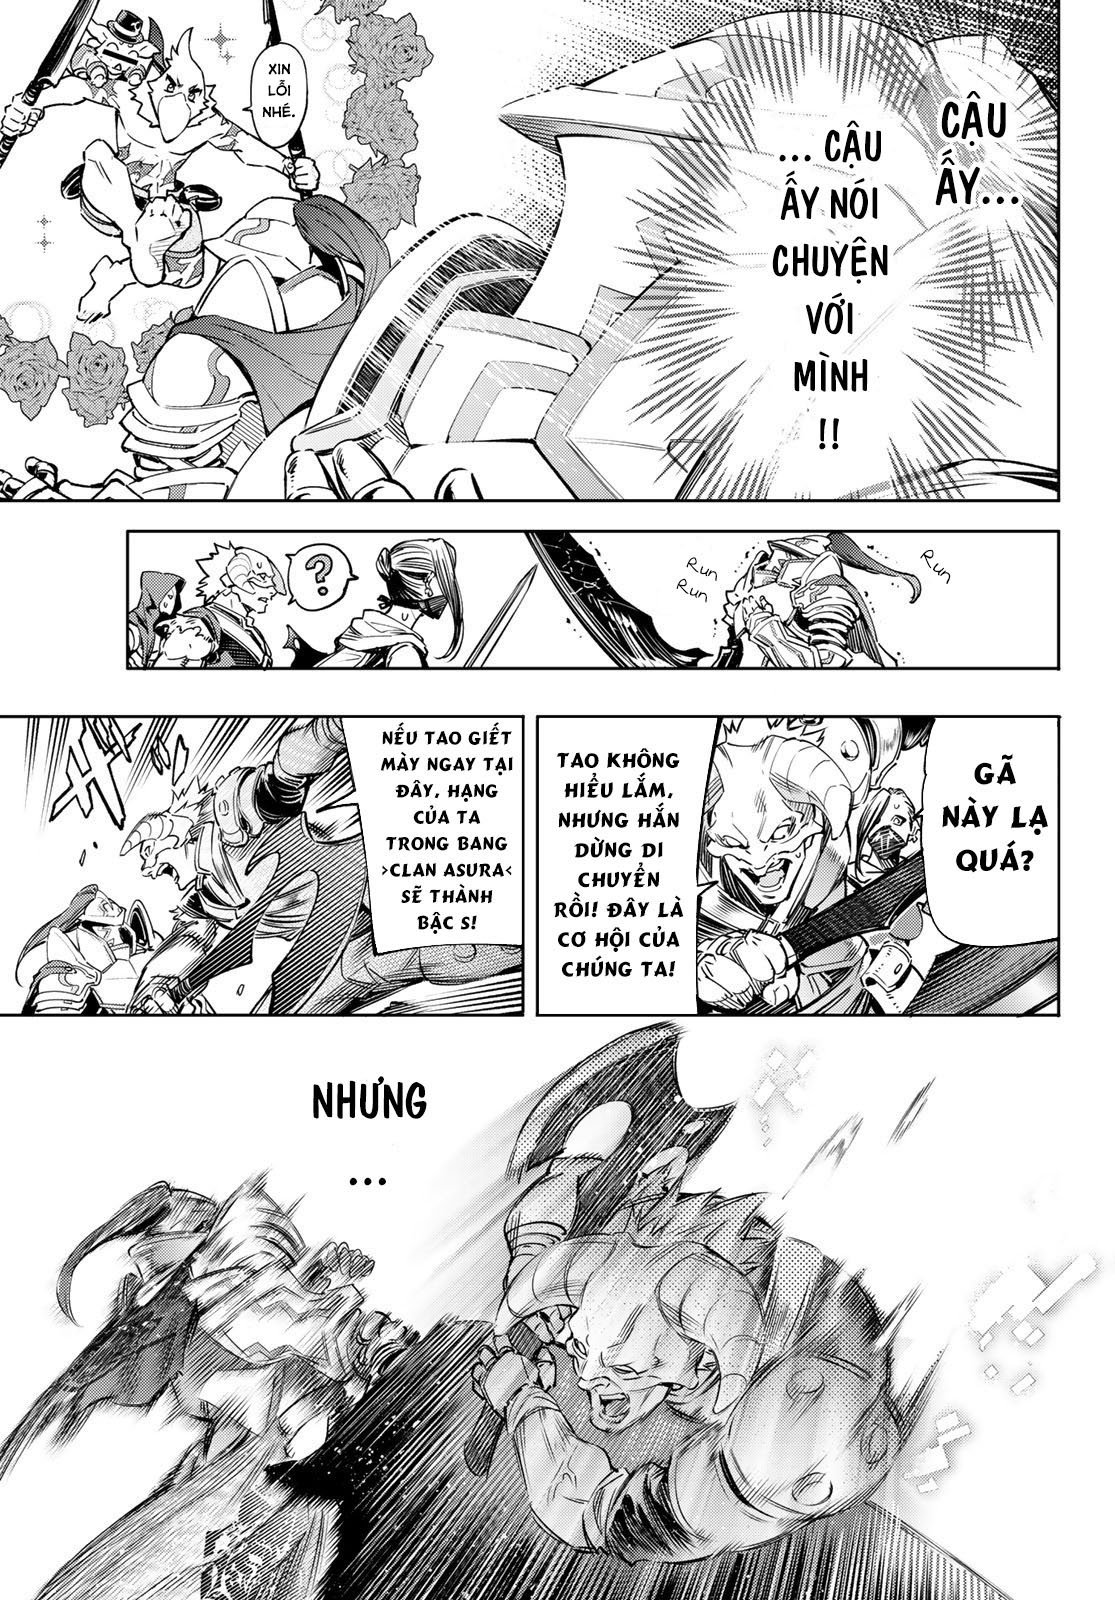 CẬU
ẤY...
... CẬU
ẤY NÓI
CHUYỆN
VỚI
MÌNH
!!
XIN
LỖI
NHÉ.
Run
Run
Run
?
GÃ
NÀY LẠ
QUÁ?
TAO KHÔNG
HIỂU LẮM,
NHƯNG HẮN
DỪNG DI
CHUYỂN
RỒI! ĐÂY LÀ
CƠ HỘI CỦA
CHÚNG TA!
NẾU TAO GIẾT
MÀY NGAY TẠI
ĐÂY, HẠNG
CỦA TA
TRONG BANG
>CLAN ASURA<
SẼ THÀNH
BẬC S!
NHƯNG
...